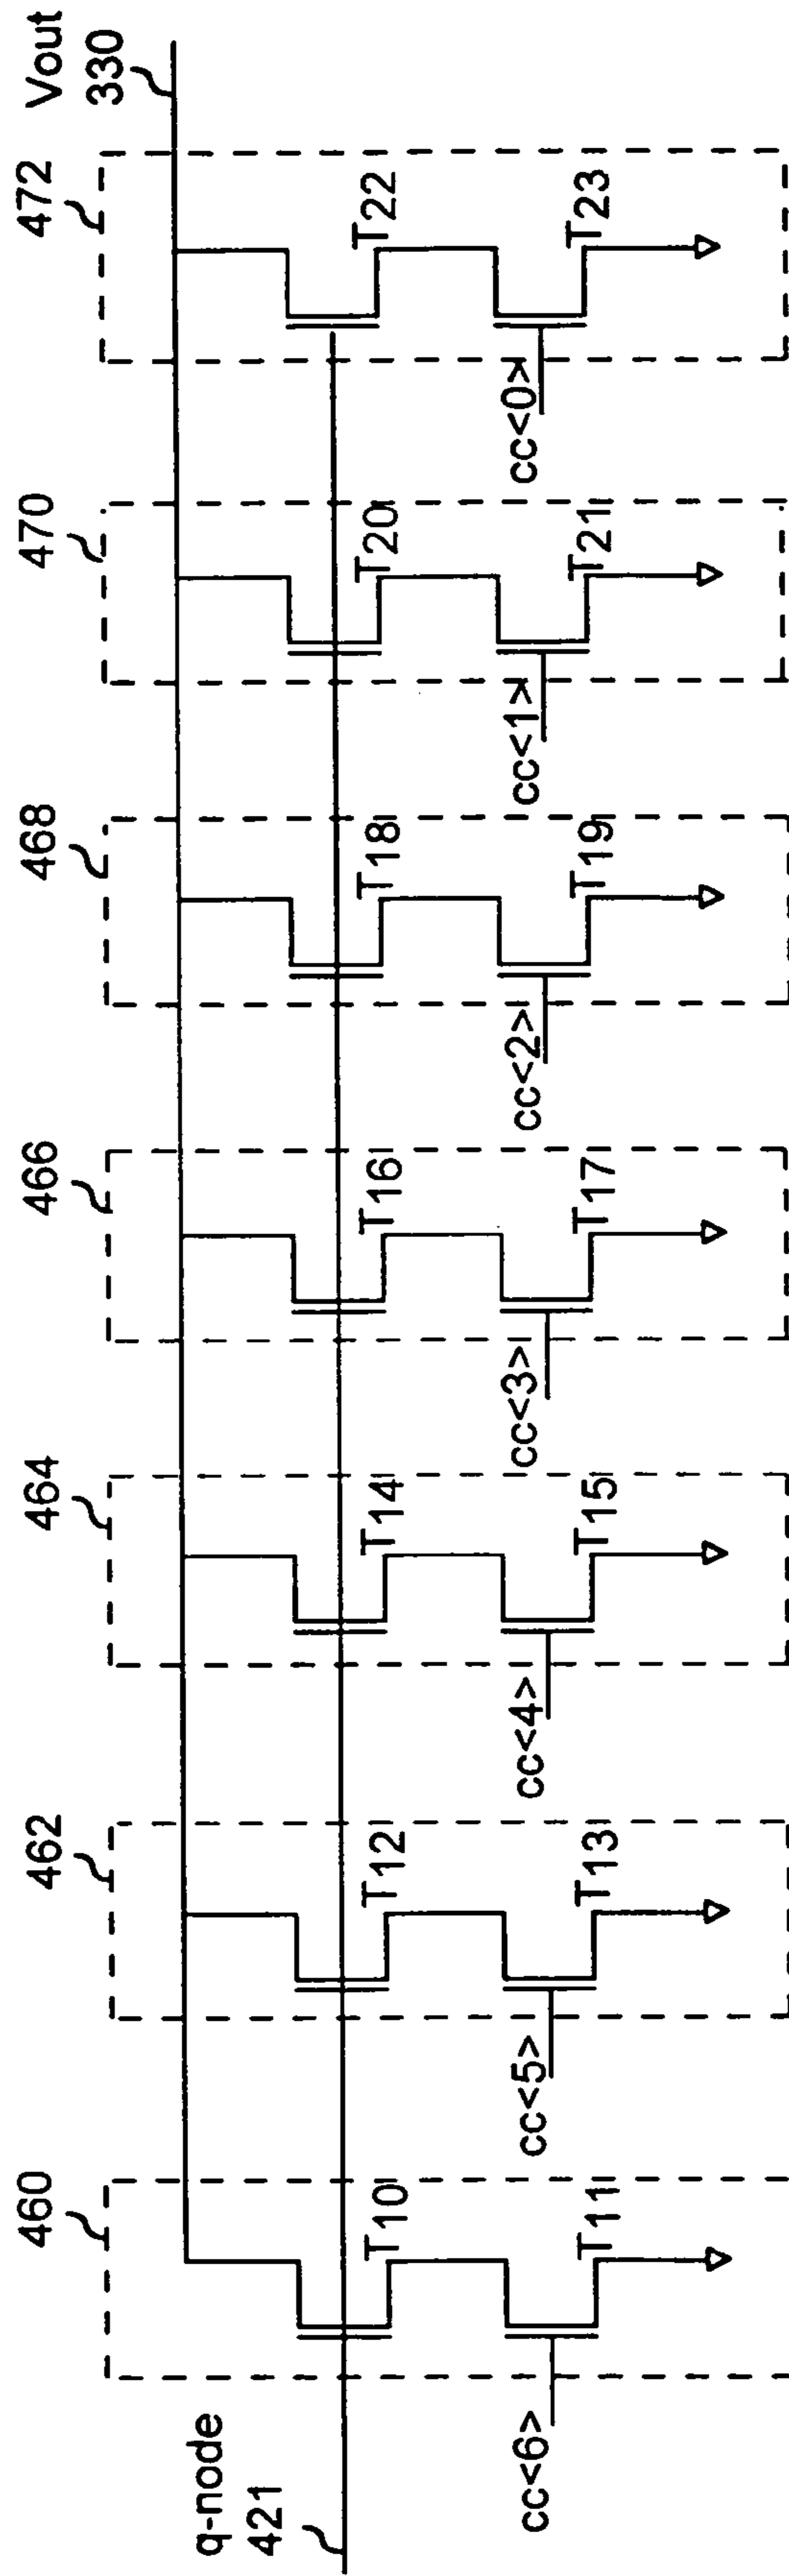 460
462
464
466
468
470
472
Vout
330
q-node
421
T10
T12
T14
T16
T18
T20
T22
T11
T13
T15
T17
T19
T21
T23
cc<6>
cc<5>
cc<4>
cc<3>
cc<2>
cc<1>
cc<0>